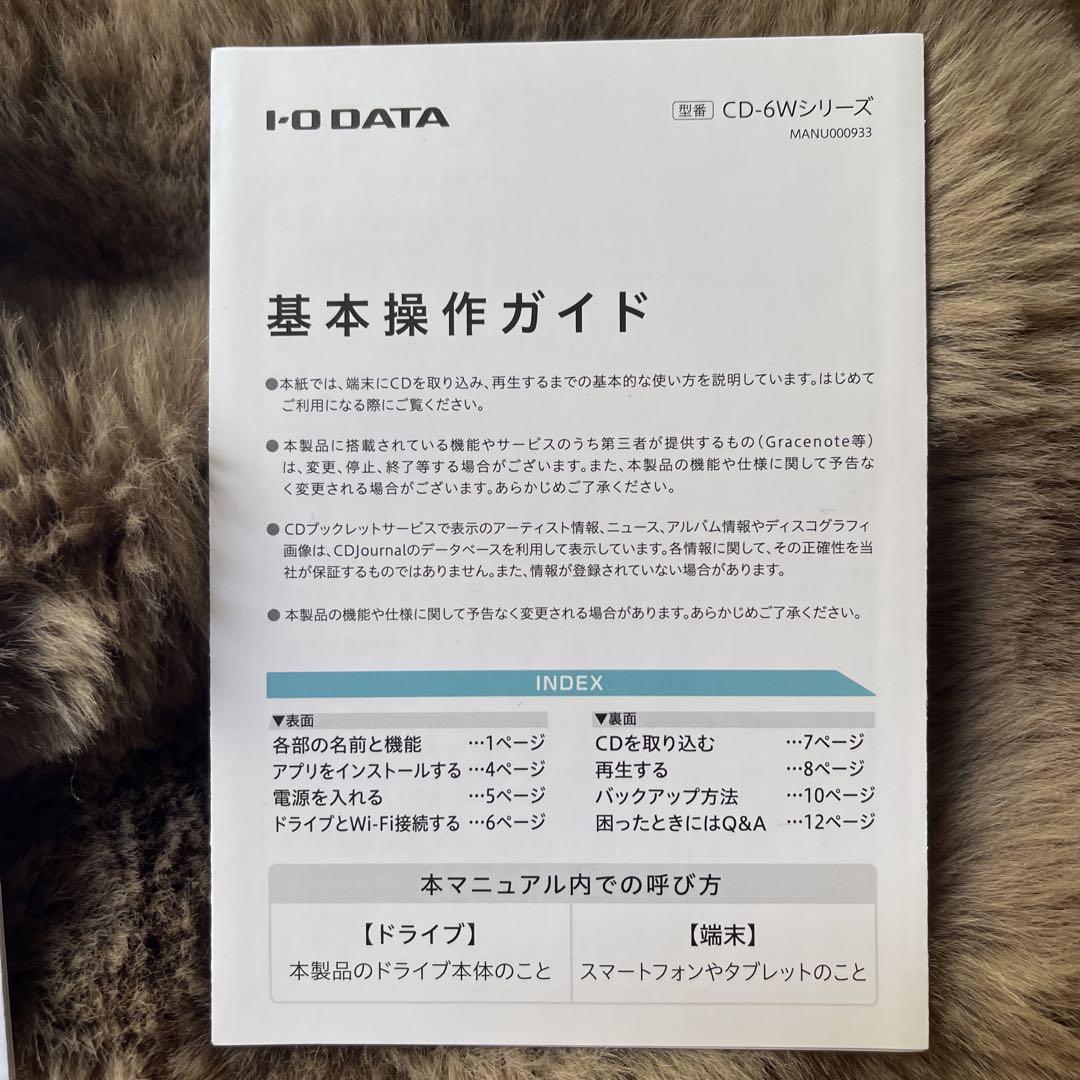 I-O DATA
型番 CD-6Wシリーズ
MANU000933
基本操作ガイド
●本紙では、端末にCDを取り込み、再生するまでの基本的な使い方を説明しています。はじめて
ご利用になる際にご覧ください。
● 本製品に搭載されている機能やサービスのうち第三者が提供するもの(Gracenote等)
は、変更、停止、終了等する場合がございます。また、本製品の機能や仕様に関して予告な
く変更される場合がございます。あらかじめご了承ください。
● CDブックレットサービスで表示のアーティスト情報、ニュース、アルバム情報やディスコグラフィ
画像は、CDJournalのデータベースを利用して表示しています。各情報に関して、その正確性を当
社が保証するものではありません。また、情報が登録されていない場合があります。
● 本製品の機能や仕様に関して予告なく変更される場合があります。あらかじめご了承ください。
INDEX
▼表面
各部の名前と機能 …1ページ
アプリをインストールする …4ページ
電源を入れる …5ページ
ドライブとWi-Fi接続する …6ページ
▼裏面
CDを取り込む …7ページ
再生する …8ページ
バックアップ方法 …10ページ
困ったときにはQ&A …12ページ
本マニュアル内での呼び方
【ドライブ】
本製品のドライブ本体のこと
【端末】
スマートフォンやタブレットのこと